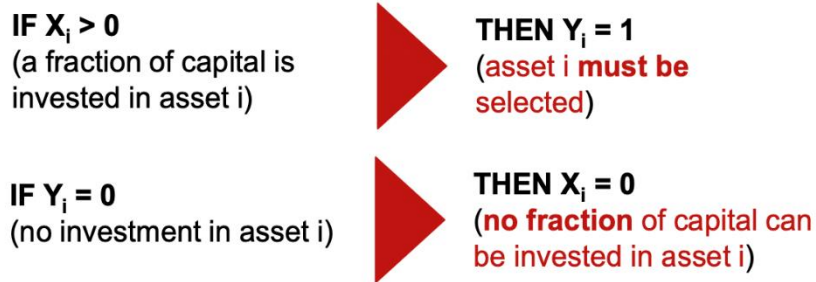 IF Xi > 0
(a fraction of capital is
invested in asset i)
THEN Yi = 1
(asset i must be
selected)
IF Yi = 0
(no investment in asset i)
THEN Xi = 0
(no fraction of capital can
be invested in asset i)